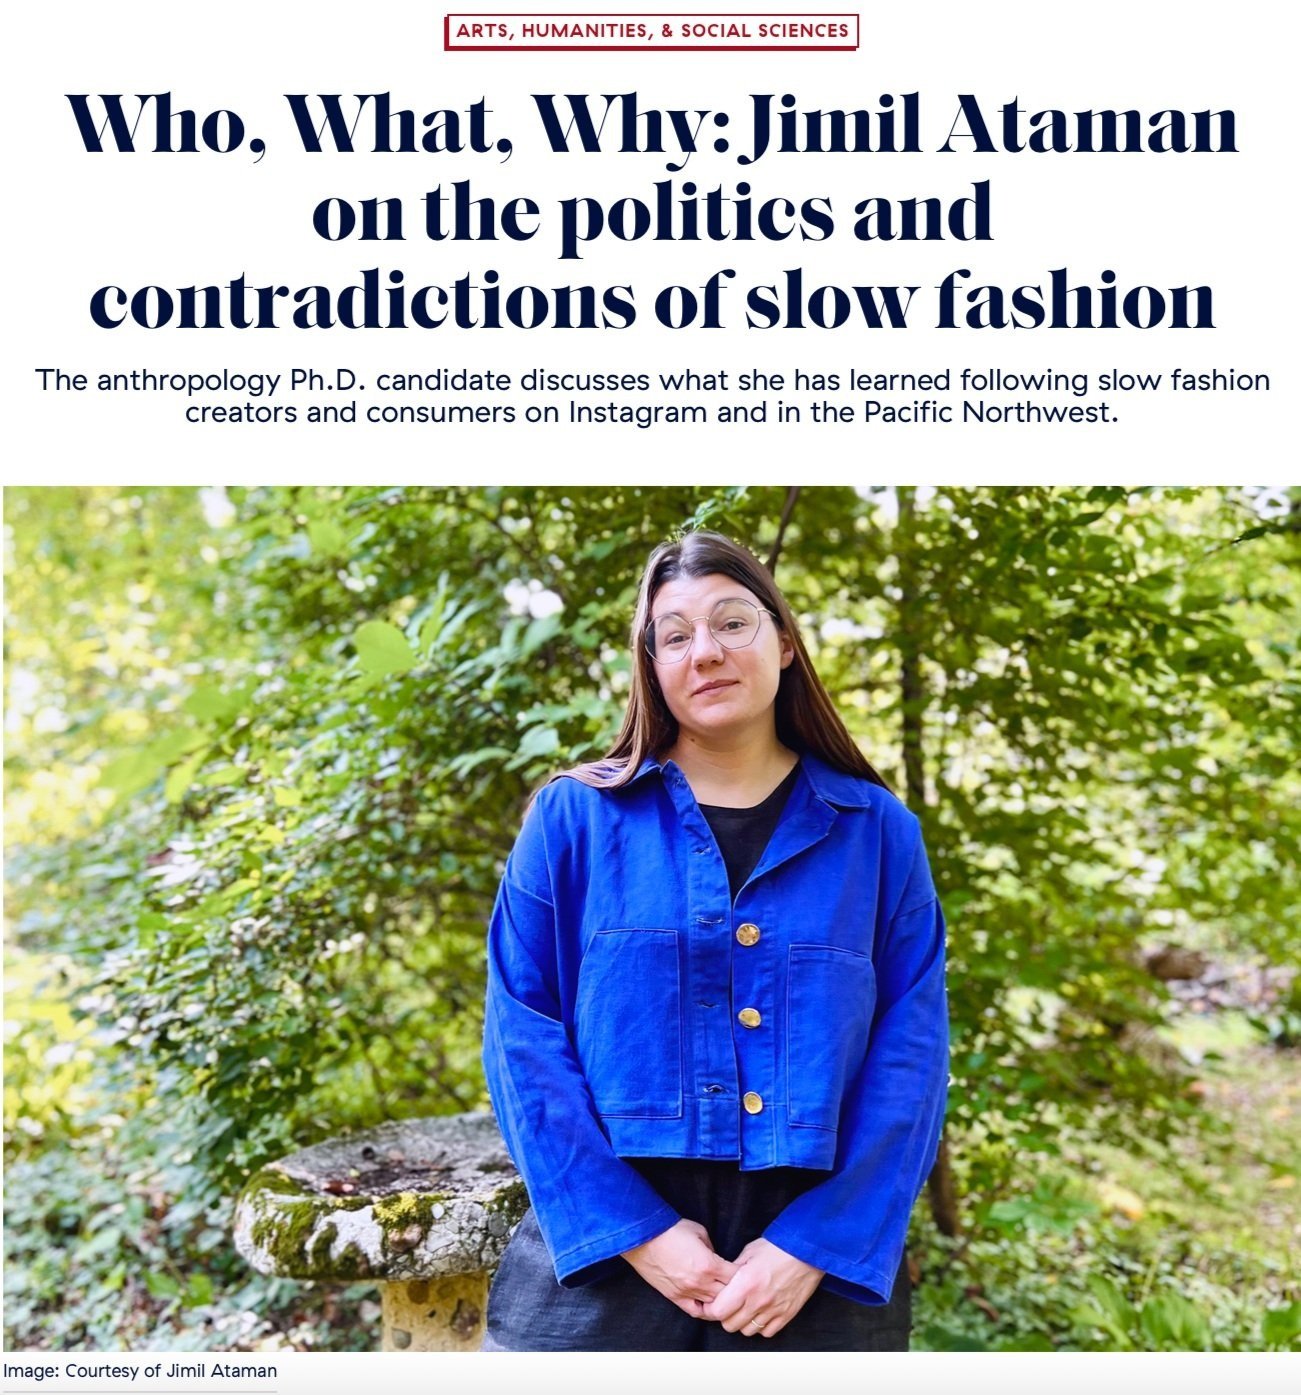 ARTS, HUMANITIES, & SOCIAL SCIENCES
Who, What, Why: Jimil Ataman
on the politics and
contradictions of slow fashion
The anthropology Ph.D. candidate discusses what she has learned following slow fashion
creators and consumers on Instagram and in the Pacific Northwest.
Image: Courtesy of Jimil Ataman